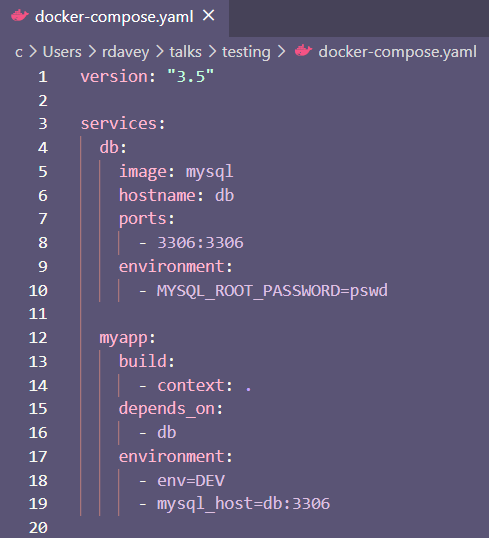 docker-compose.yaml ×
c > Users > rdavey > talks > testing > docker-compose.yaml
1 version: "3.5"
2
3 services:
4   db:
5     image: mysql
6     hostname: db
7     ports:
8       - 3306:3306
9     environment:
10       - MYSQL_ROOT_PASSWORD=pswd
11
12   myapp:
13     build:
14       - context: .
15     depends_on:
16       - db
17     environment:
18       - env=DEV
19       - mysql_host=db:3306
20